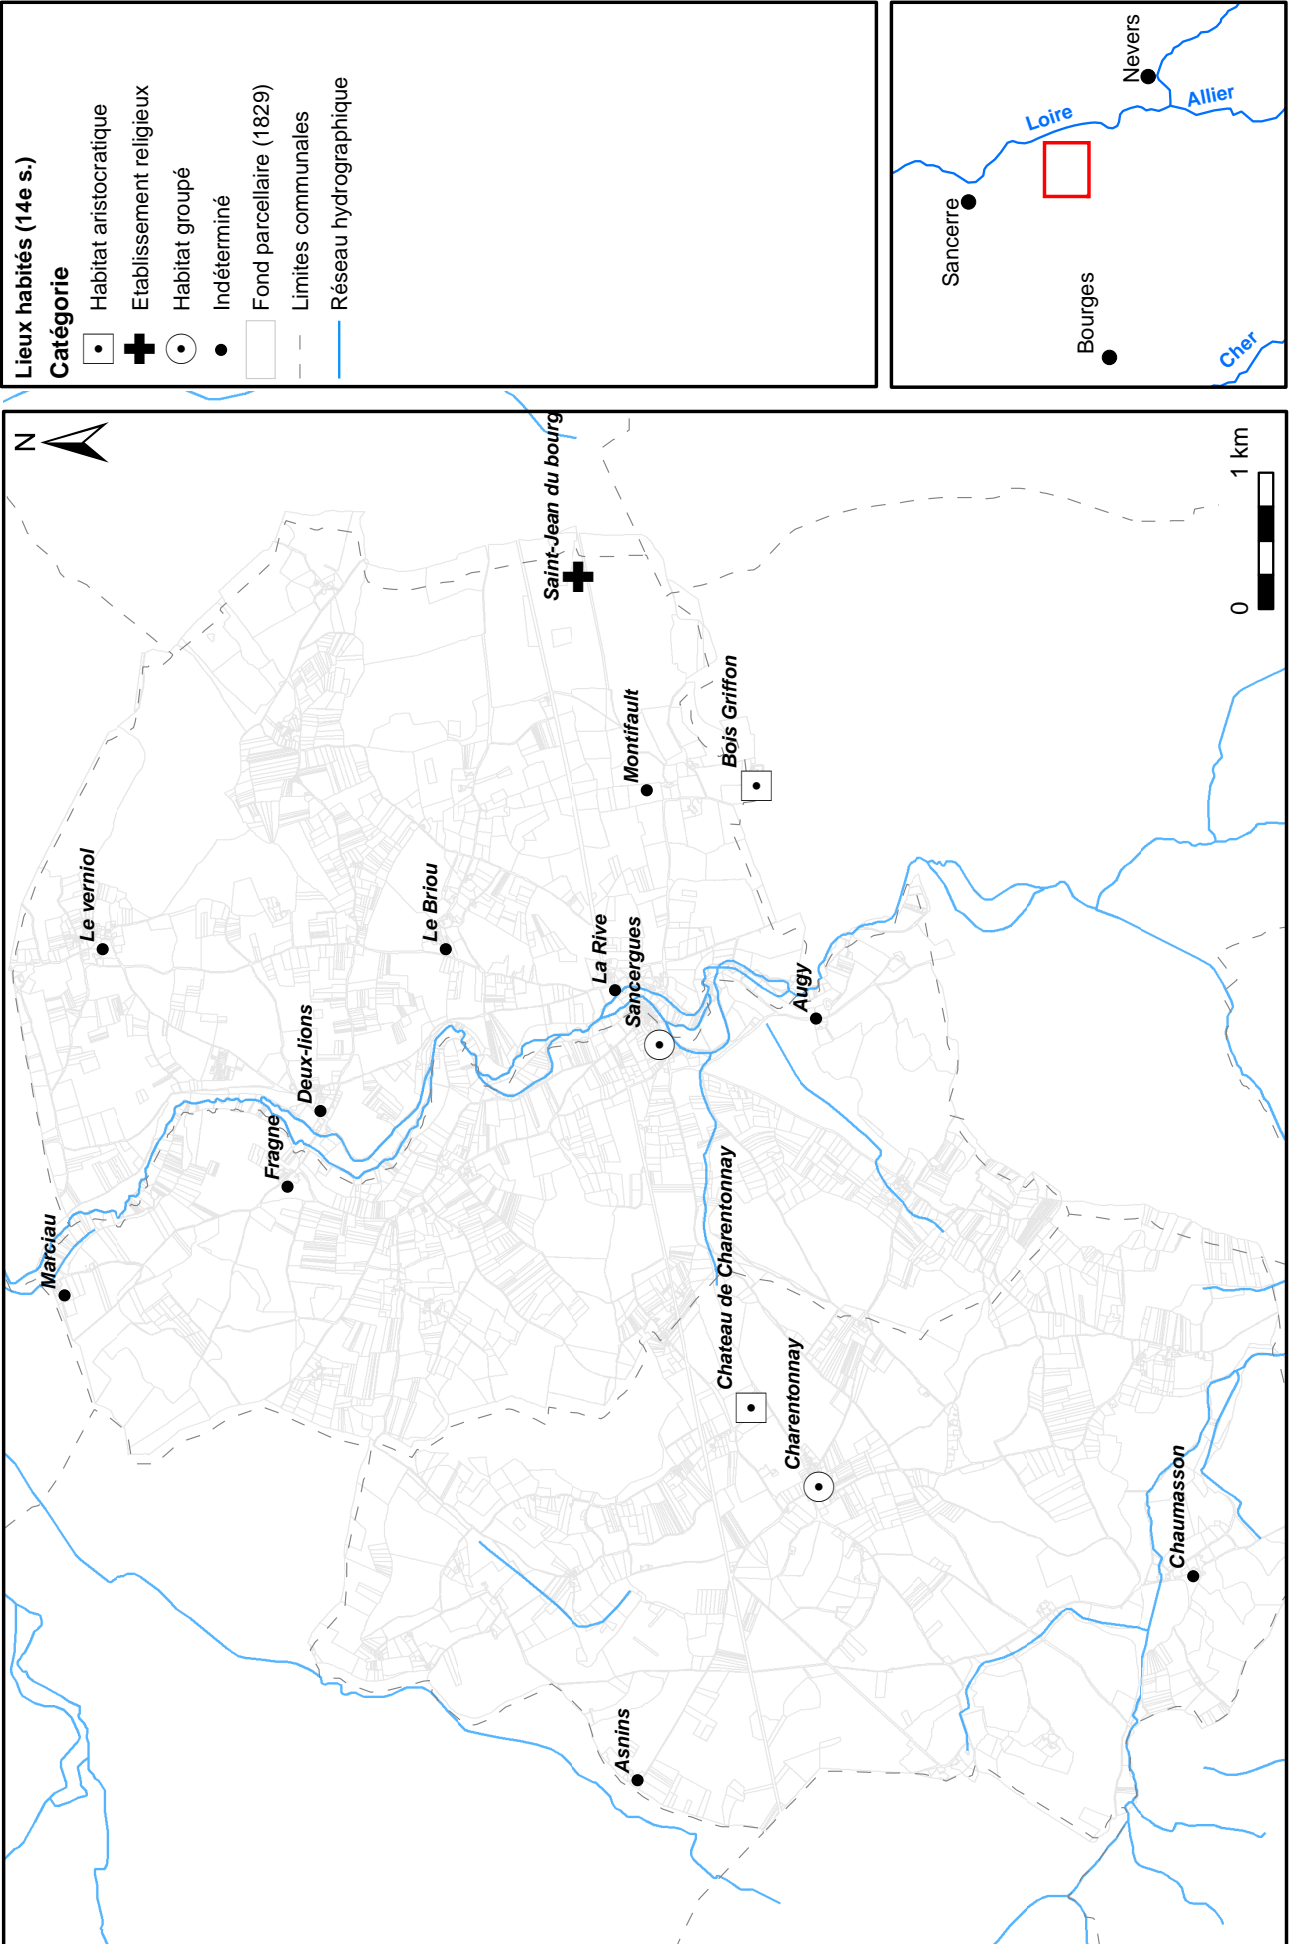 Lieux habités (14e s.)
Catégorie
Habitat aristocratique
Etablissement religieux
Habitat groupé
Indéterminé
Fond parcellaire (1829)
Limites communales
Réseau hydrographique
Sancerre
Bourges
Nevers
Loire
Allier
Cher
N
Marciau
Fragne
Deux-lions
Le verniol
Le Briou
La Rive
Sancergues
Montifault
Saint-Jean du bourg
Bois Griffon
Augy
Chateau de Charentonnay
Charentonnay
Asnins
Chaumasson
0
1 km